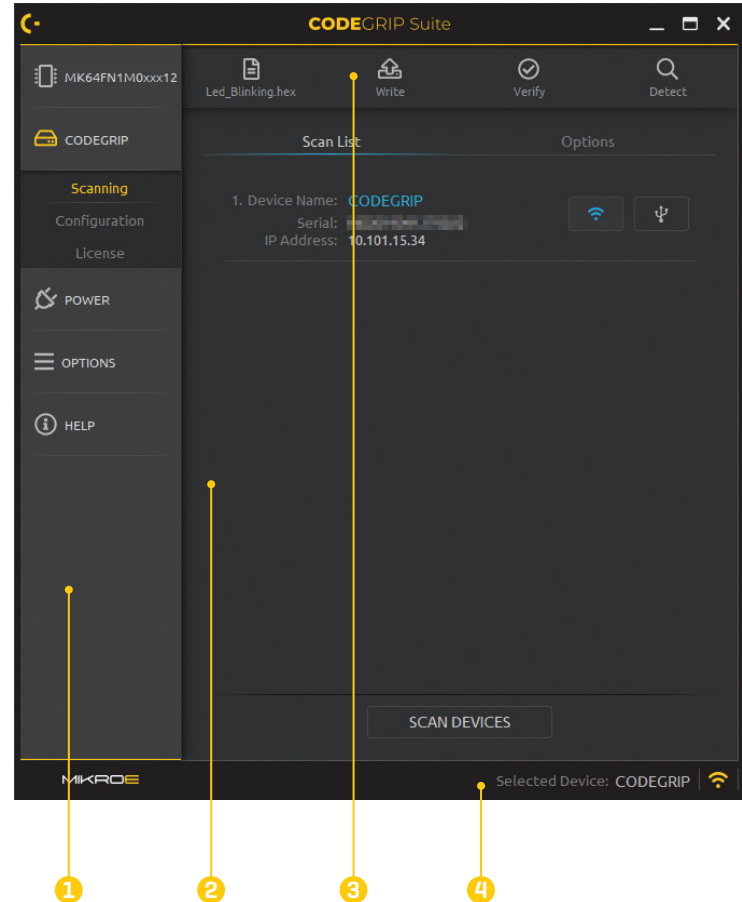 CODEGRIP Suite
MK64FN1M0xxx12
CODEGRIP
Scanning
Configuration
License
POWER
OPTIONS
HELP
MIKROE
Led_Blinking.hex
Write
Verify
Detect
Scan List
Options
1. Device Name: CODEGRIP
Serial:
IP Address: 10.101.15.34
SCAN DEVICES
Selected Device: CODEGRIP
1
2
3
4